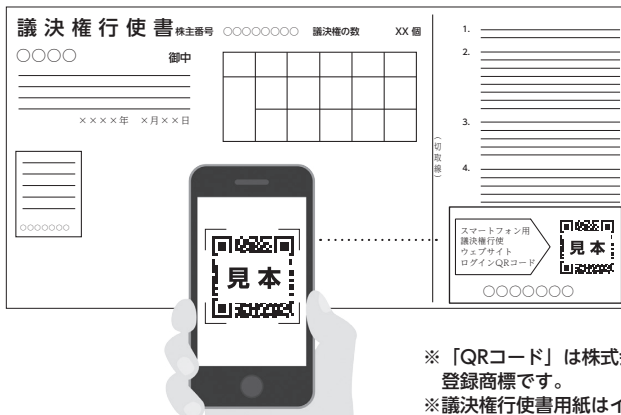 議決権行使書 株主番号 ○○○○○○○○ 議決権の数 XX 個
○○○○ 御中
××××年 ×月××日
○○○○○○○
見本
(切取線)
1.
2.
3.
4.
スマートフォン用
議決権行使
ウェブサイト
ログインQRコード
見本
○○○○○○○
※「QRコード」は株式
登録商標です。
※議決権行使書用紙はイ